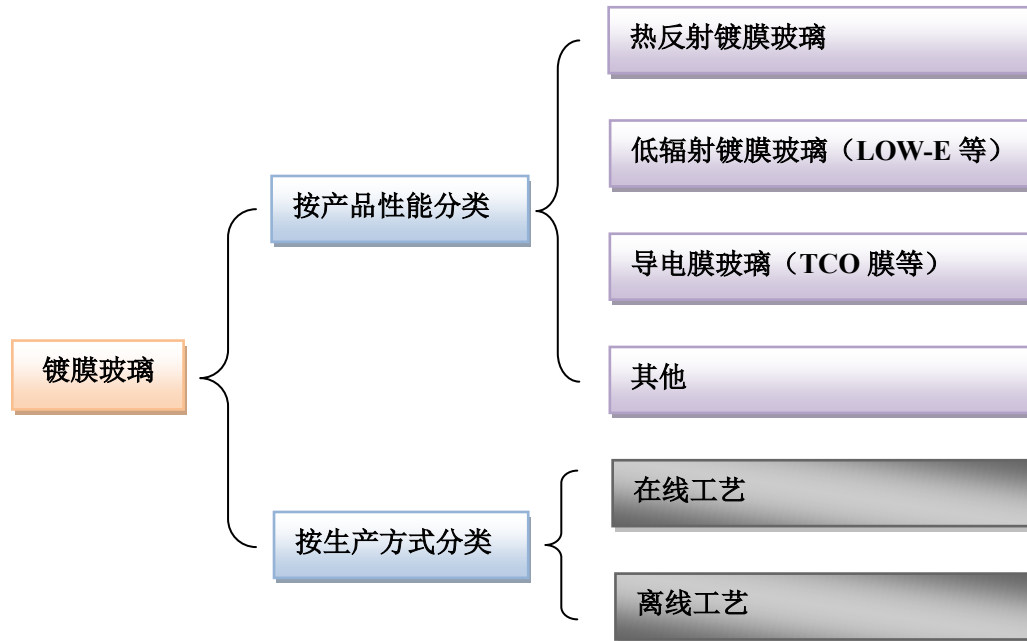 热反射镀膜玻璃
低辐射镀膜玻璃（LOW-E 等）
按产品性能分类
导电膜玻璃（TCO 膜等）
镀膜玻璃
其他
在线工艺
按生产方式分类
离线工艺